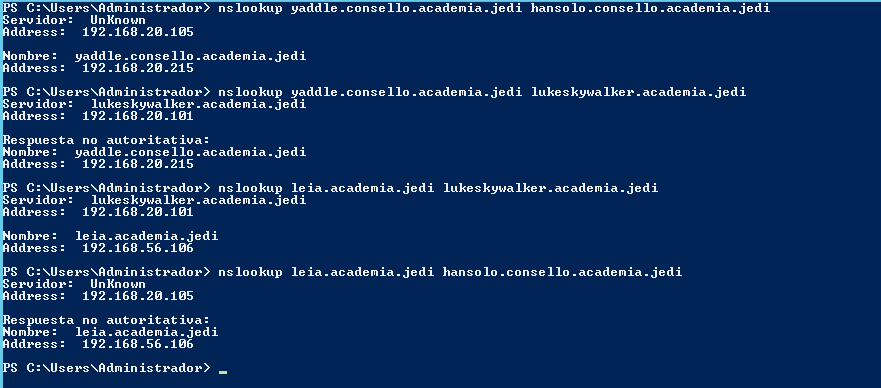 PS C:\Users\Administrador> nslookup yaddle.consello.academia.jedi hansolo.consello.academia.jedi
Servidor:  UnKnown
Address:  192.168.20.105

Nombre:  yaddle.consello.academia.jedi
Address:  192.168.20.215

PS C:\Users\Administrador> nslookup yaddle.consello.academia.jedi lukeskywalker.academia.jedi
Servidor:  lukeskywalker.academia.jedi
Address:  192.168.20.101

Respuesta no autoritativa:
Nombre:  yaddle.consello.academia.jedi
Address:  192.168.20.215

PS C:\Users\Administrador> nslookup leia.academia.jedi lukeskywalker.academia.jedi
Servidor:  lukeskywalker.academia.jedi
Address:  192.168.20.101

Nombre:  leia.academia.jedi
Address:  192.168.56.106

PS C:\Users\Administrador> nslookup leia.academia.jedi hansolo.consello.academia.jedi
Servidor:  UnKnown
Address:  192.168.20.105

Respuesta no autoritativa:
Nombre:  leia.academia.jedi
Address:  192.168.56.106

PS C:\Users\Administrador> _